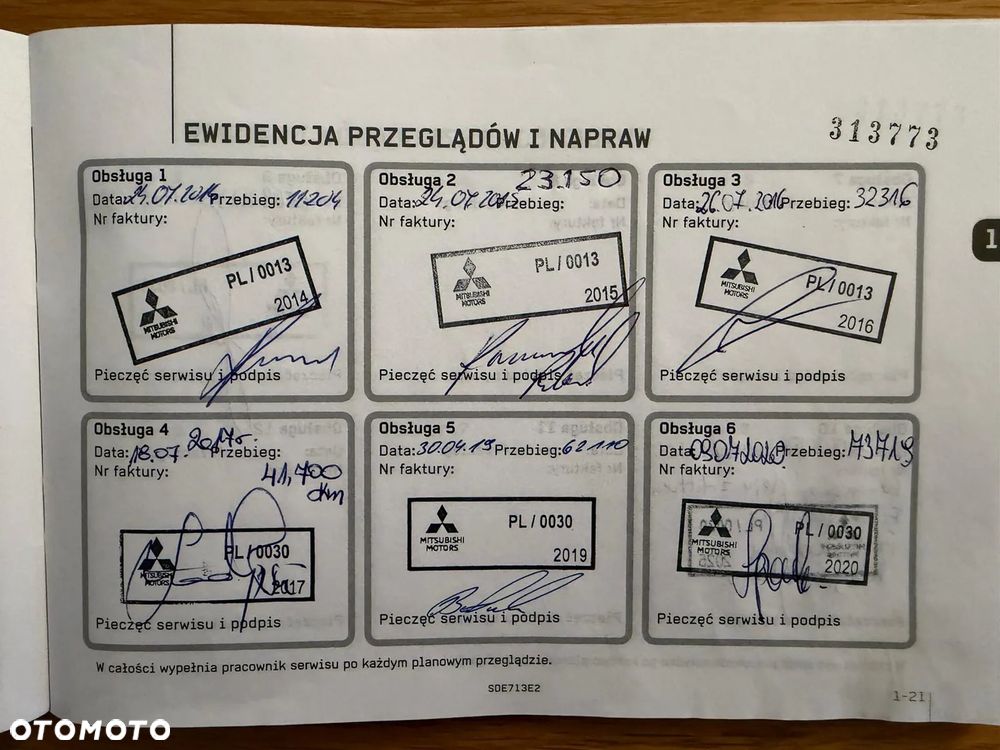 EWIDENCJA PRZEGLĄDÓW I NAPRAW
313773
Obsługa 1
Data: 24.07.2014 Przebieg: 11204
Nr faktury:
PL/0013
MITSUBISHI
MOTORS
2014
Pieczęć serwisu i podpis
Obsługa 2
23.150
Data: 24.07.2015 Przebieg:
Nr faktury:
PL/0013
MITSUBISHI
MOTORS
2015
Pieczęć serwisu i podpis
Obsługa 3
Data: 26.07.2016 Przebieg: 32316
Nr faktury:
PL/0013
MITSUBISHI
MOTORS
2016
Pieczęć serwisu i podpis
Obsługa 4
Data: 18.07.2017r. Przebieg:
Nr faktury: 41,700
km
PL/0030
MITSUBISHI
MOTORS
2017
Pieczęć serwisu i podpis
Obsługa 5
Data: 30.04.19 Przebieg: 62110
Nr faktury:
PL/0030
MITSUBISHI
MOTORS
2019
Pieczęć serwisu i podpis
Obsługa 6
Data: 09072020 Przebieg: 73719
Nr faktury:
PL/0030
MITSUBISHI
MOTORS
2020
Pieczęć serwisu i podpis
W całości wypełnia pracownik serwisu po każdym planowym przeglądzie.
SDE713E2
1-21
1
OTOMOTO